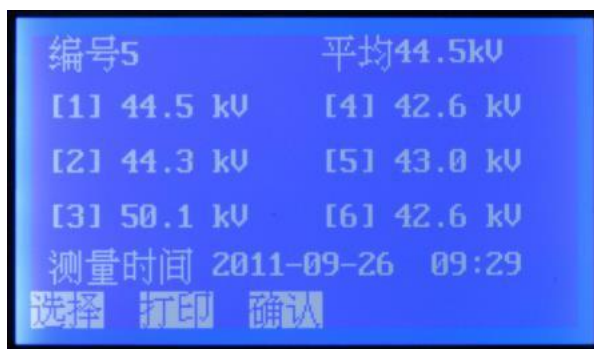 编号5 平均44.5kV
[1] 44.5 kV [4] 42.6 kV
[2] 44.3 kV [5] 43.0 kV
[3] 50.1 kV [6] 42.6 kV
测量时间 2011-09-26 09:29
选择 打印 确认